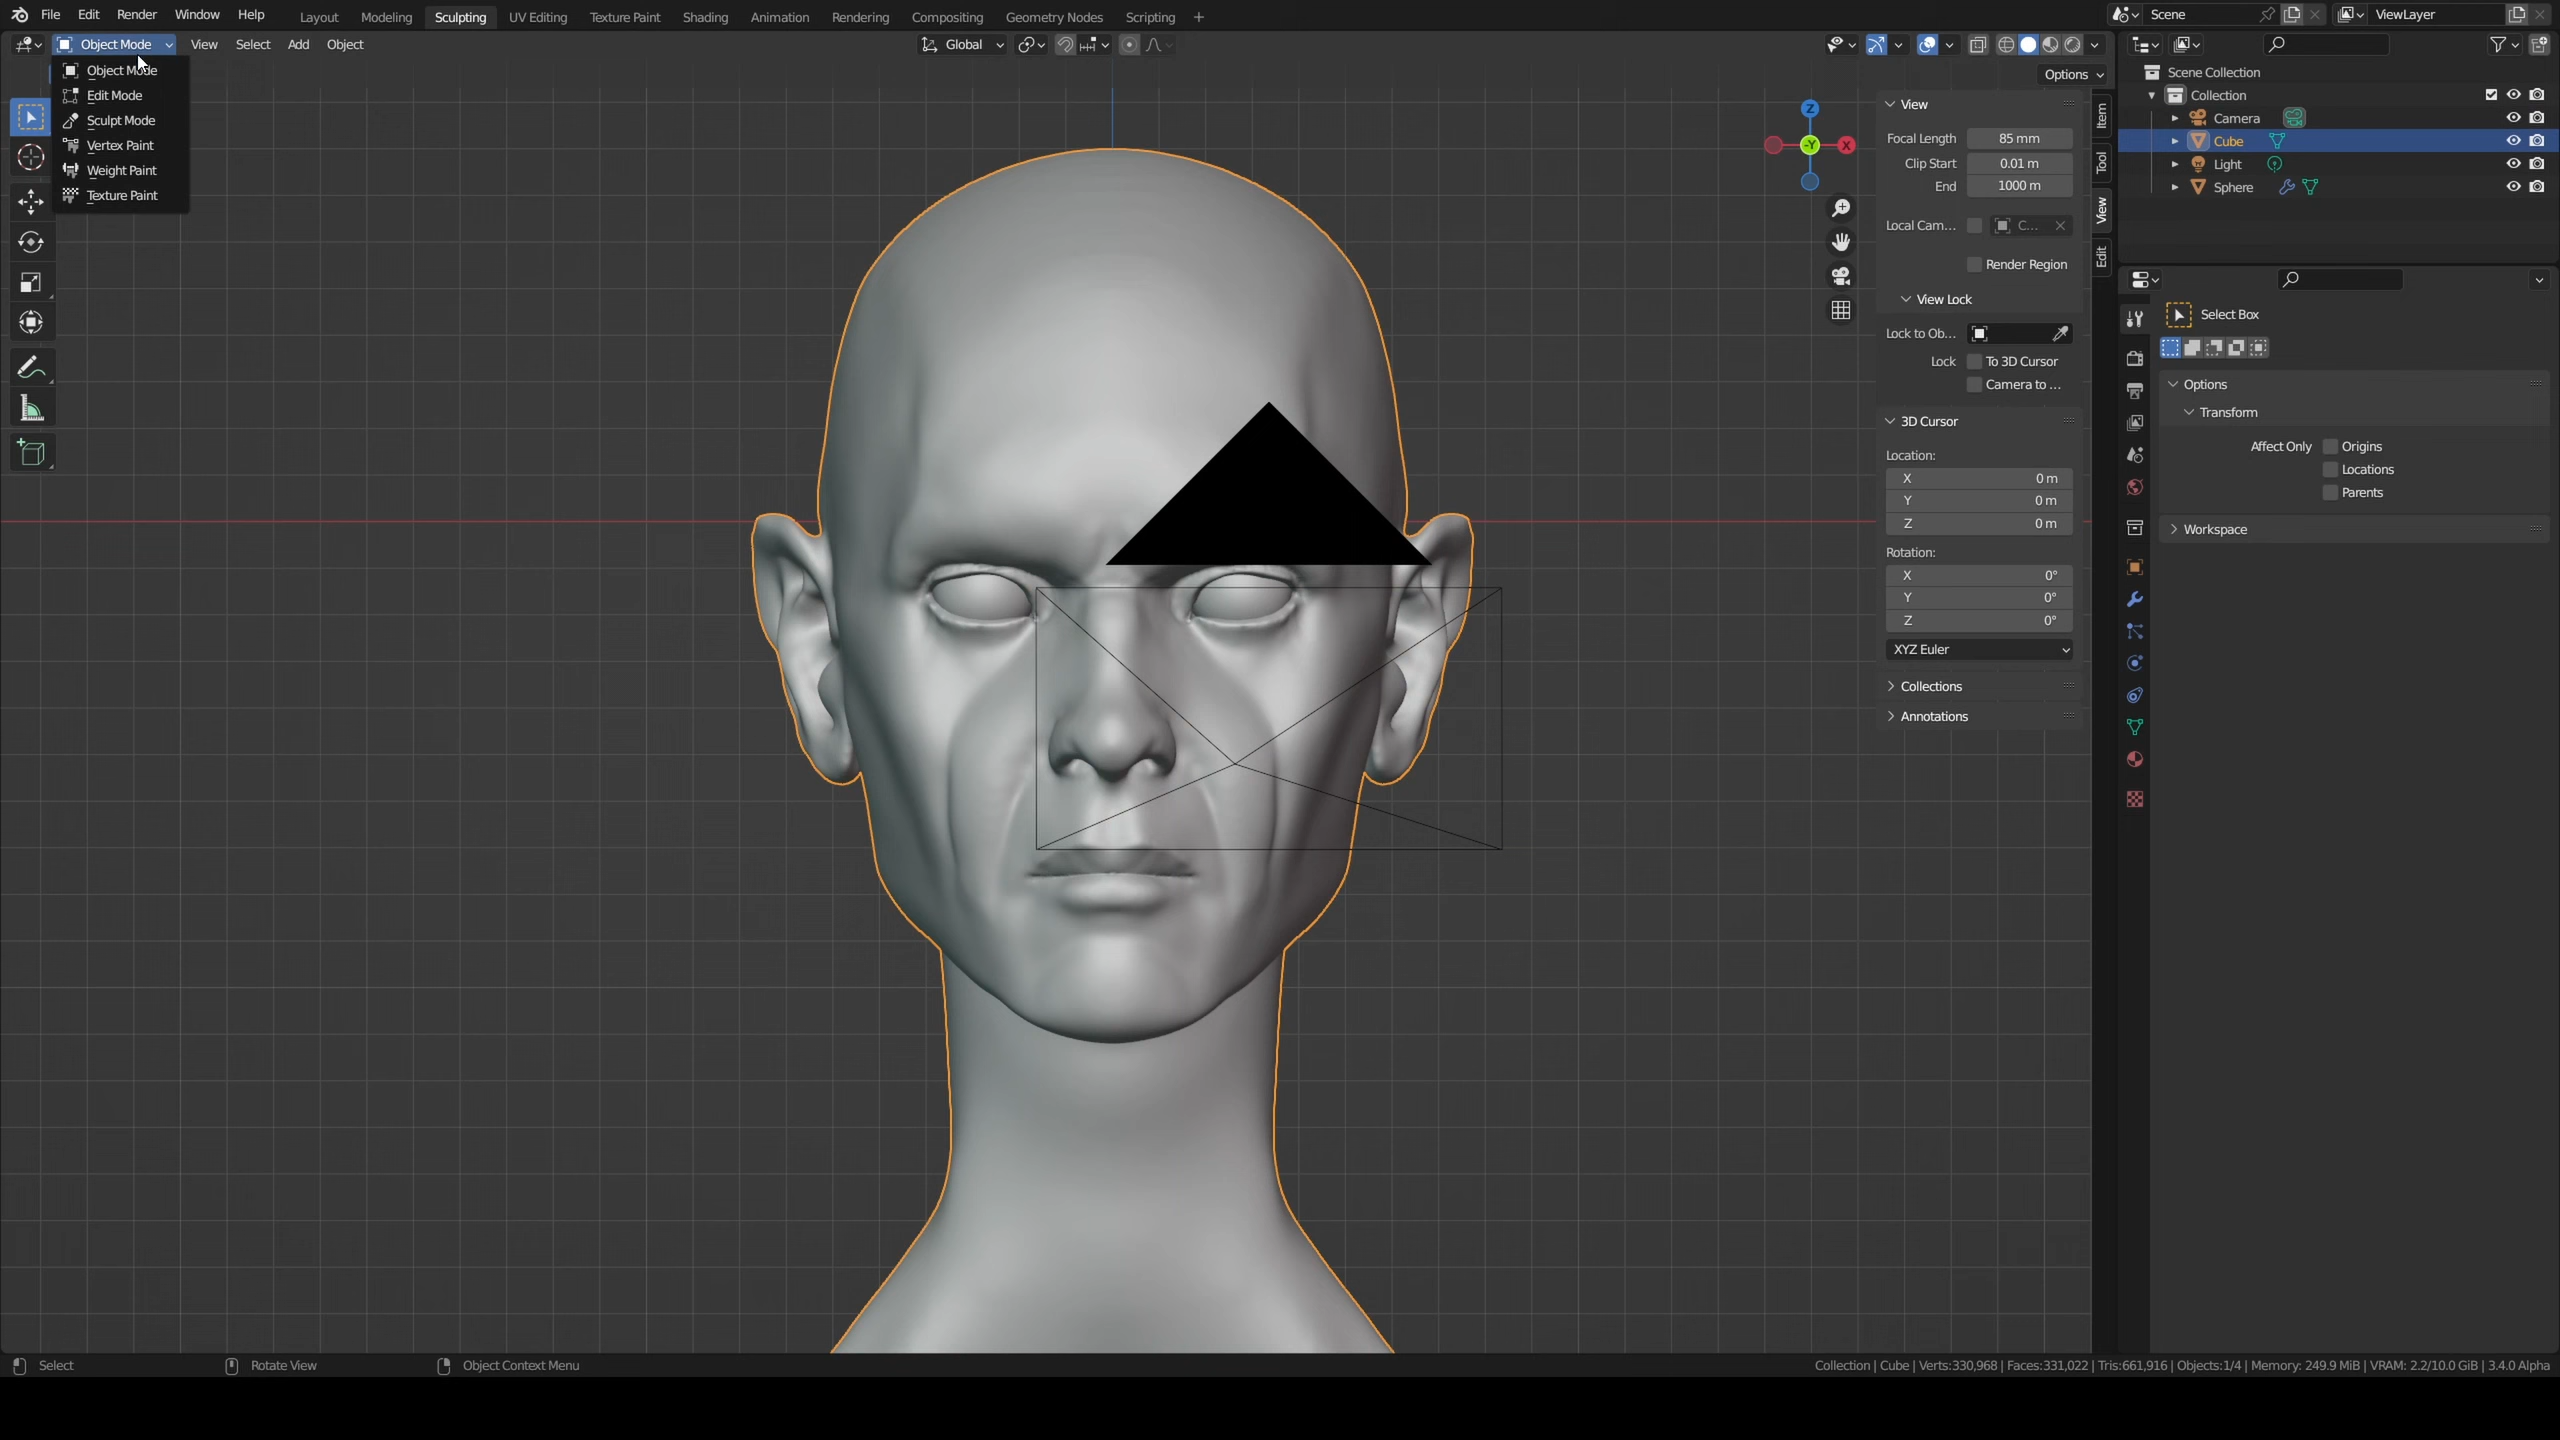 File Edit Render Window Help Layout Modeling Sculpting UV Editing Texture Paint Shading Animation Rendering Compositing Geometry Nodes Scripting + Scene ViewLayer
Object Mode View Select Add Object Global
Options
Object Mode
Edit Mode
Sculpt Mode
Vertex Paint
Weight Paint
Texture Paint
Z
-Y
X
View
Focal Length 85 mm
Clip Start 0.01 m
End 1000 m
Local Cam... C...
Render Region
View Lock
Lock to Ob...
Lock To 3D Cursor
Camera to ...
3D Cursor
Location:
X 0 m
Y 0 m
Z 0 m
Rotation:
X 0°
Y 0°
Z 0°
XYZ Euler
Collections
Annotations
Item
Tool
View
Edit
Scene Collection
Collection
Camera
Cube
Light
Sphere
Select Box
Options
Transform
Affect Only Origins
Locations
Parents
Workspace
Select Rotate View Object Context Menu
Collection | Cube | Verts:330,968 | Faces:331,022 | Tris:661,916 | Objects:1/4 | Memory: 249.9 MiB | VRAM: 2.2/10.0 GiB | 3.4.0 Alpha